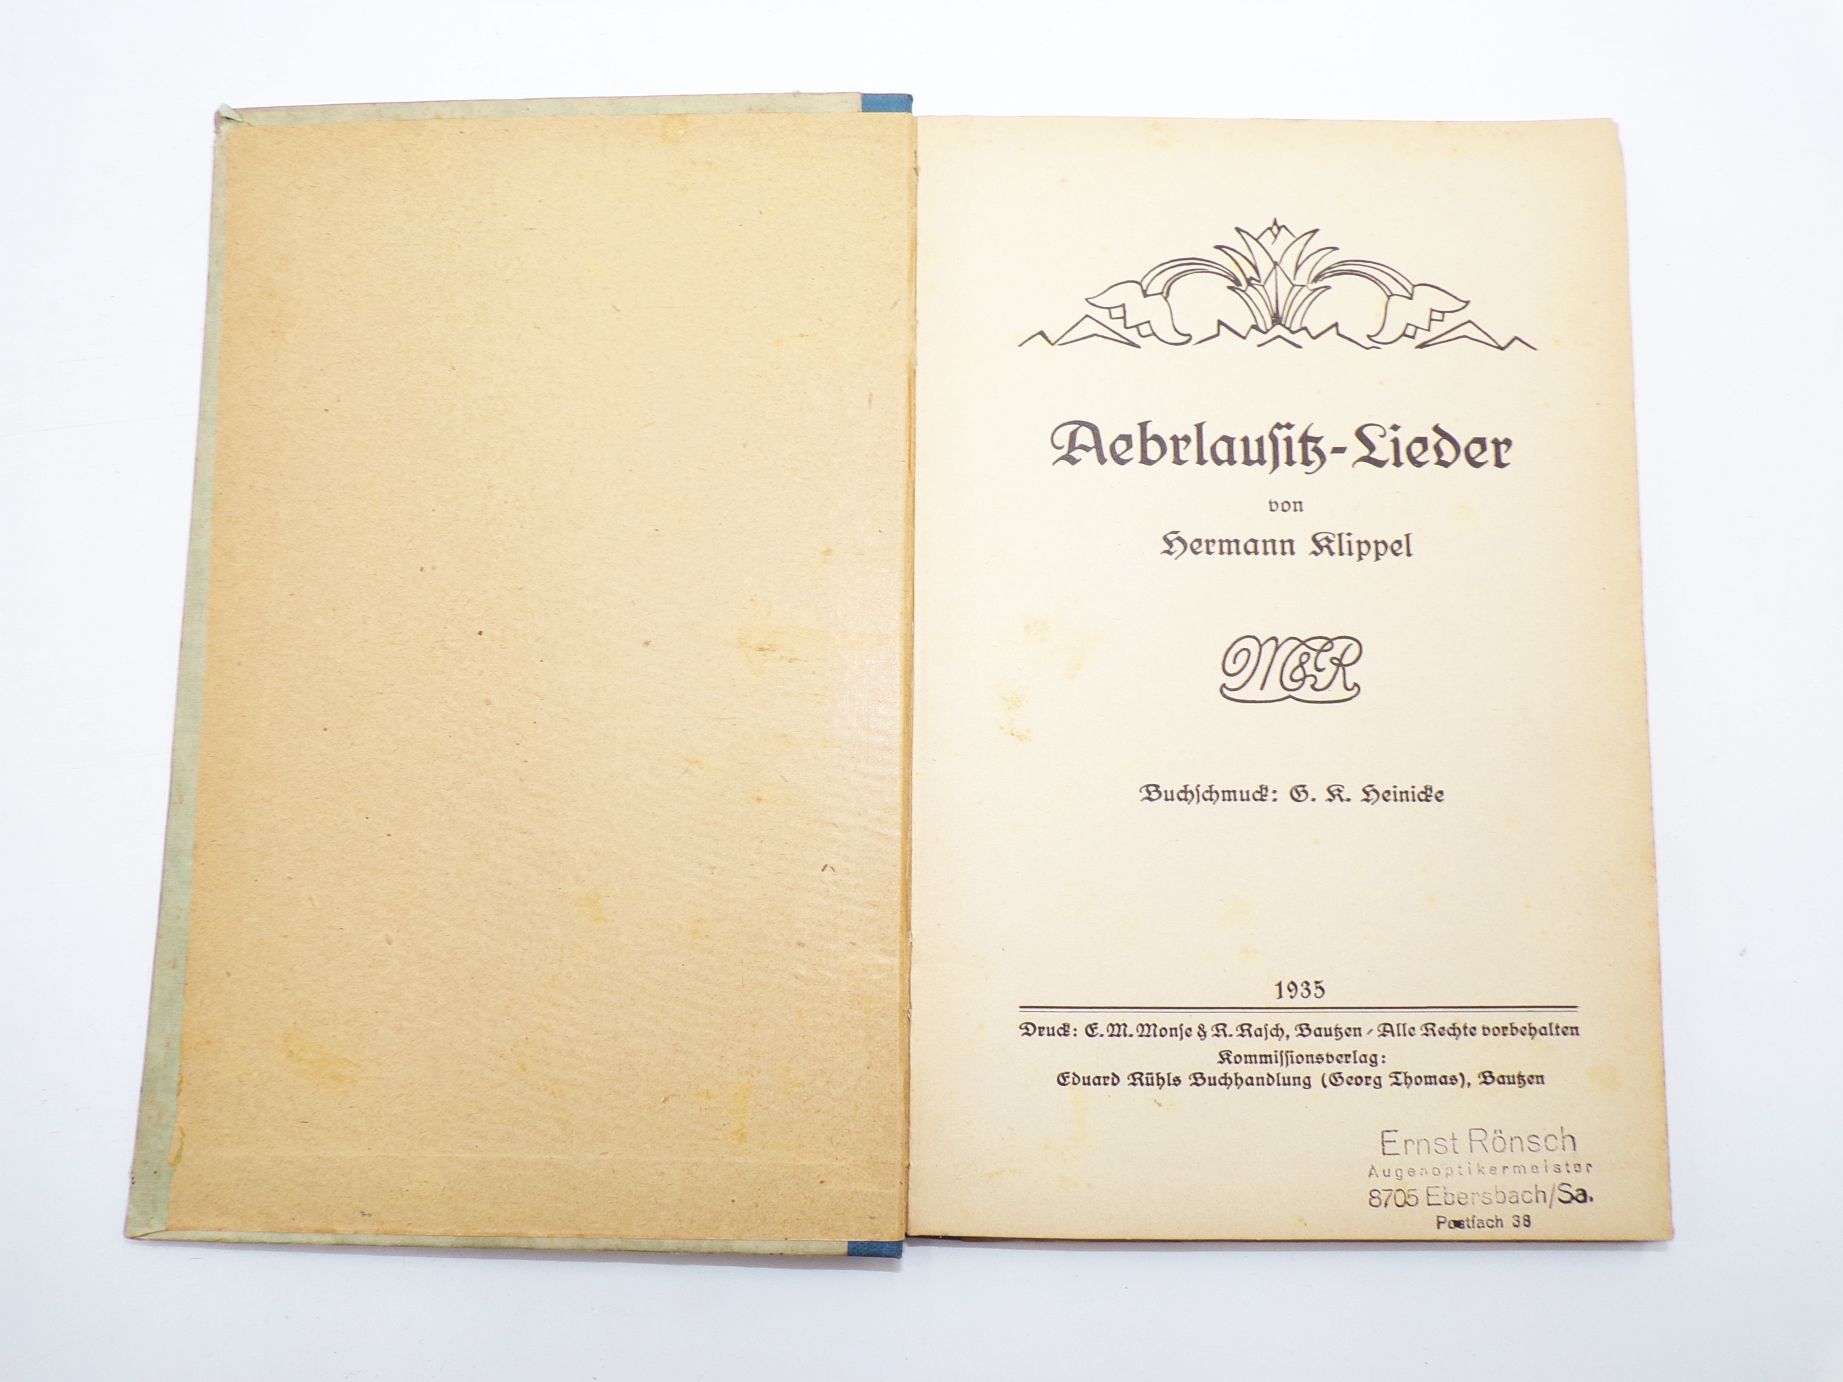 Aebrlausitz-Lieder
von
Hermann Klippel
M&R
Buchschmuck: G. K. Heinicke
1935
Druck: E. M. Monse & R. Rasch, Bautzen - Alle Rechte vorbehalten
Kommissionsverlag:
Eduard Rühls Buchhandlung (Georg Thomas), Bautzen
Ernst Rönsch
Augenoptikermeister
8705 Ebersbach/Sa.
Postfach 38